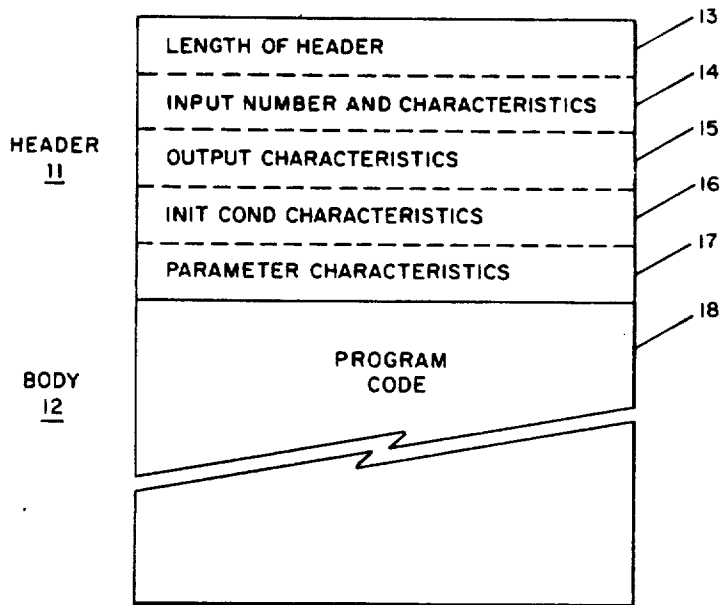 13
LENGTH OF HEADER
14
INPUT NUMBER AND CHARACTERISTICS
15
HEADER
11
OUTPUT CHARACTERISTICS
16
INIT COND CHARACTERISTICS
17
PARAMETER CHARACTERISTICS
18
PROGRAM
CODE
BODY
12